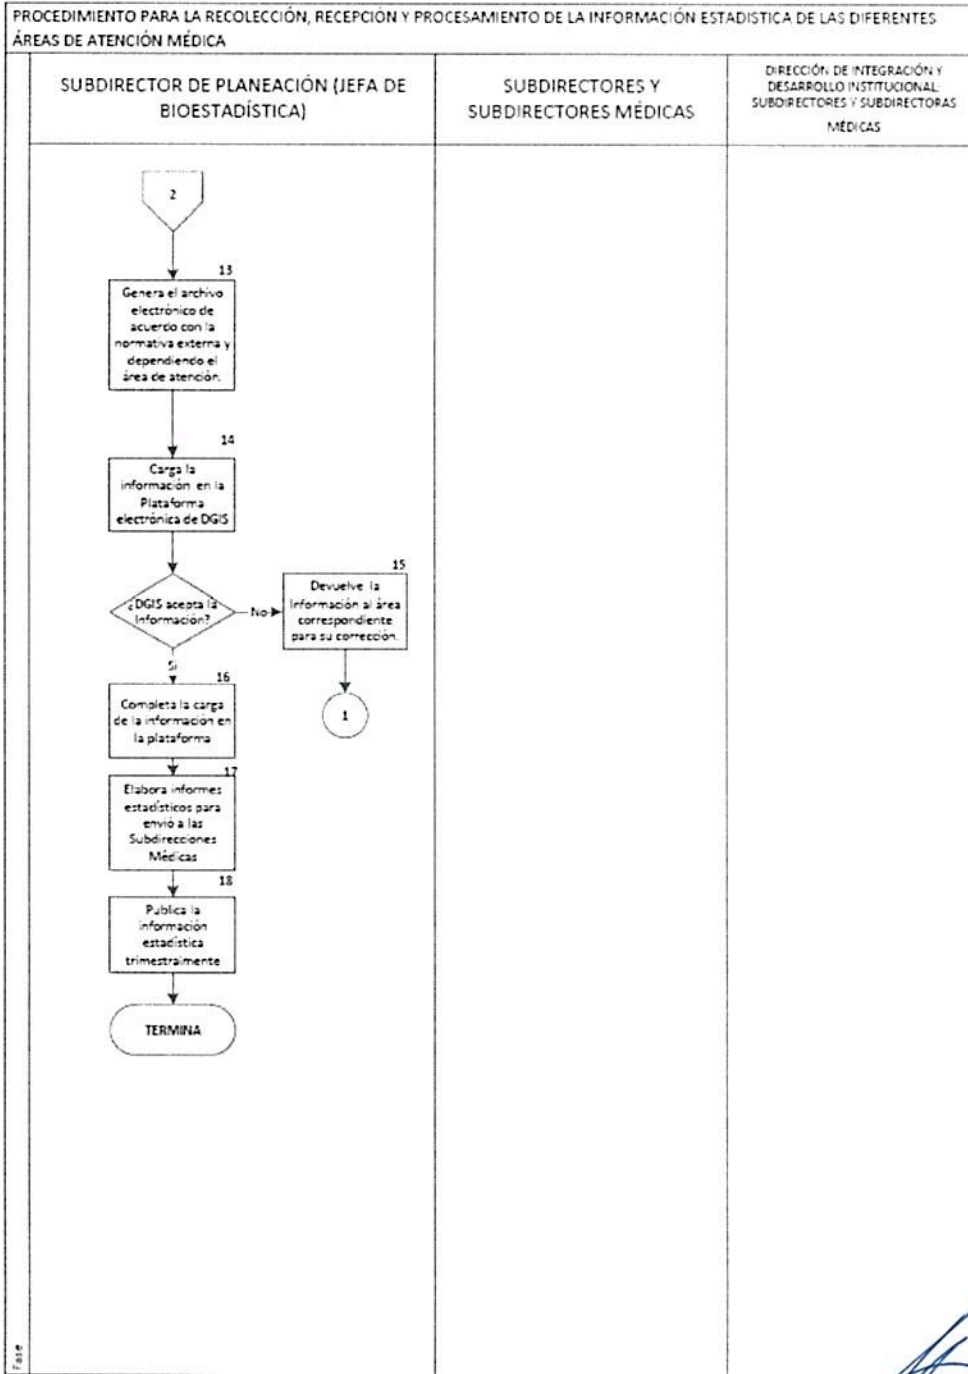 PROCEDIMIENTO PARA LA RECOLECCIÓN, RECEPCIÓN Y PROCESAMIENTO DE LA INFORMACIÓN ESTADISTICA DE LAS DIFERENTES
ÁREAS DE ATENCIÓN MÉDICA
SUBDIRECTOR DE PLANEACIÓN (JEFA DE
BIOESTADÍSTICA)
SUBDIRECTORES Y
SUBDIRECTORES MÉDICAS
DIRECCIÓN DE INTEGRACIÓN Y
DESARROLLO INSTITUCIONAL:
SUBDIRECTORES Y SUBDIRECTORAS
MÉDICAS
2
13
Genera el archivo
electrónico de
acuerdo con la
normativa externa y
dependiendo el
área de atención.
14
Carga la
información en la
Plataforma
electrónica de DGIS
¿DGIS acepta la
Información?
No
15
Devuelve la
Información al área
correspondiente
para su corrección.
1
Si
16
Completa la carga
de la información en
la plataforma
17
Elabora informes
estadísticos para
envió a las
Subdirecciones
Médicas
18
Publica la
información
estadística
trimestralmente
TERMINA
Fase